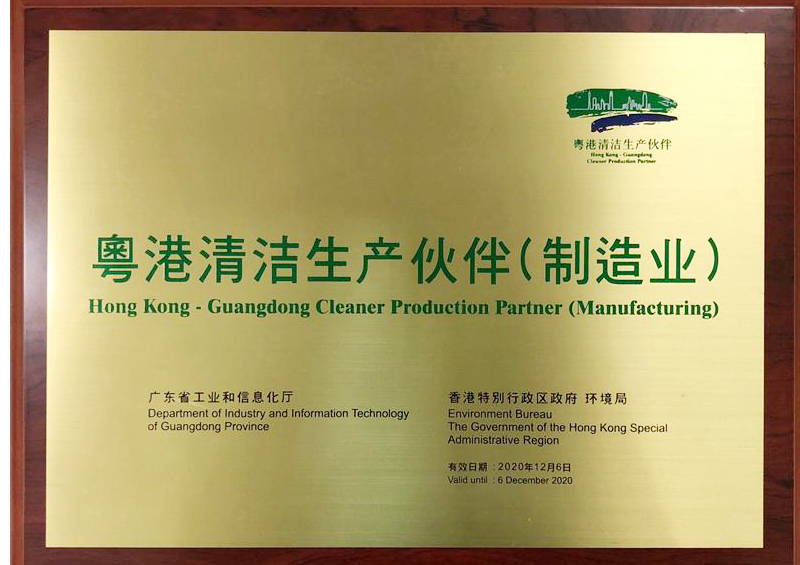 粤港清洁生产伙伴
Hong Kong - Guangdong
Cleaner Production Partner
粤港清洁生产伙伴(制造业)
Hong Kong - Guangdong Cleaner Production Partner (Manufacturing)
广东省工业和信息化厅
Department of Industry and Information Technology
of Guangdong Province
香港特别行政区政府 环境局
Environment Bureau
The Government of the Hong Kong Special
Administrative Region
有效日期 : 2020年12月6日
Valid until : 6 December 2020